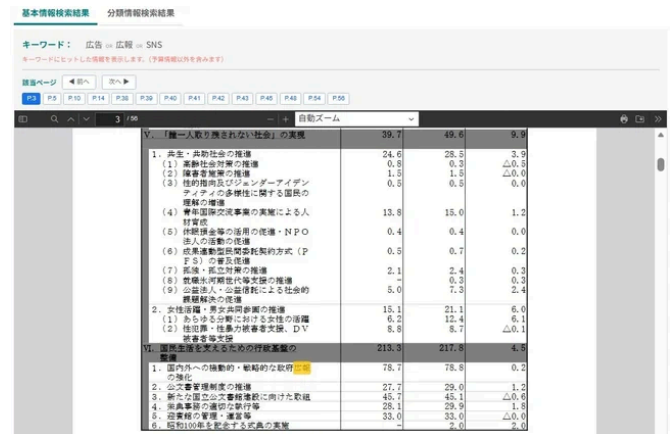 基本情報検索結果 分類情報検索結果
キーワード： 広告 or 広報 or SNS
キーワードにヒットした情報を表示します。(予算情報以外を含みます)
該当ページ ◀前へ 次へ▶
P.3 P.5 P.10 P.14 P.38 P.39 P.40 P.41 P.42 P.43 P.46 P.48 P.54 P.56
3 / 56 自動ズーム
Ⅴ．「誰一人取り残されない社会」の実現 39.7 49.6 9.9
１．共生・共助社会の推進 24.6 28.5 3.9
（１）高齢社会対策の推進 0.8 0.3 △0.5
（２）障害者施策の推進 1.5 1.5 △0.0
（３）性的指向及びジェンダーアイデン 0.5 0.5 0.0
ティティの多様性に関する国民の
理解の増進
（４）青年国際交流事業の実施による人 13.8 15.0 1.2
材育成
（５）休眠預金等の活用の促進・ＮＰＯ 0.4 0.4 0.0
法人の活動の促進
（６）成果連動型民間委託契約方式（Ｐ 0.5 0.7 0.2
ＦＳ）の普及促進
（７）孤独・孤立対策の推進 2.1 2.4 0.3
（８）就職氷河期世代等支援の推進 - 0.3 0.3
（９）公益法人・公益信託による社会的 5.0 7.3 2.4
課題解決の促進
２．女性活躍・男女共同参画の推進 15.1 21.1 6.0
（１）あらゆる分野における女性の活躍 6.2 12.4 6.1
（２）性犯罪・性暴力被害者支援、ＤＶ 8.8 8.7 △0.1
被害者等支援
Ⅵ．国民生活を支えるための行政基盤の 213.3 217.8 4.5
整備
１．国内外への機動的・戦略的な政府広報 78.7 78.8 0.2
の強化
２．公文書管理制度の推進 27.7 29.0 1.2
３．新たな国立公文書館建設に向けた取組 45.7 45.1 △0.6
４．栄典事務の適切な執行等 28.1 29.9 1.8
５．迎賓館の管理・運営等 33.0 33.0 △0.0
６．昭和100年を記念する式典の実施 - 2.0 2.0